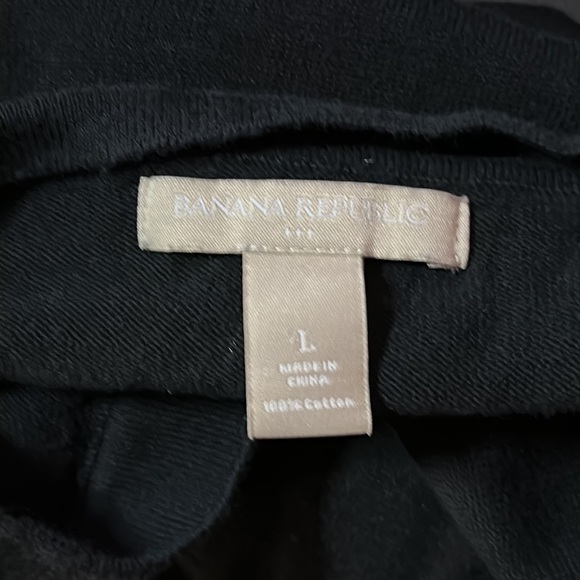 BANANA REPUBLIC
L
MADE IN
CHINA
100% Cotton